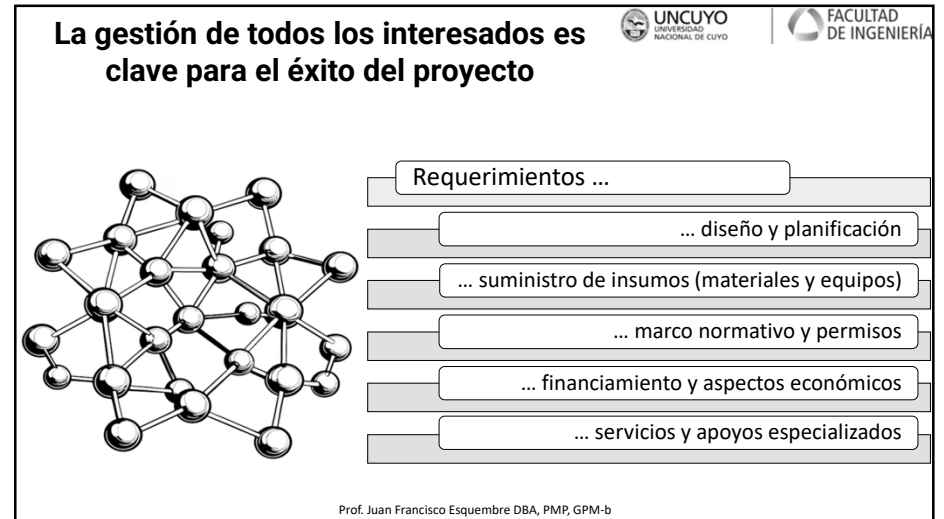 La gestión de todos los interesados es
clave para el éxito del proyecto
UNCUYO
UNIVERSIDAD
NACIONAL DE CUYO
FACULTAD
DE INGENIERÍA
Requerimientos ...
... diseño y planificación
... suministro de insumos (materiales y equipos)
... marco normativo y permisos
... financiamiento y aspectos económicos
... servicios y apoyos especializados
Prof. Juan Francisco Esquembre DBA, PMP, GPM-b